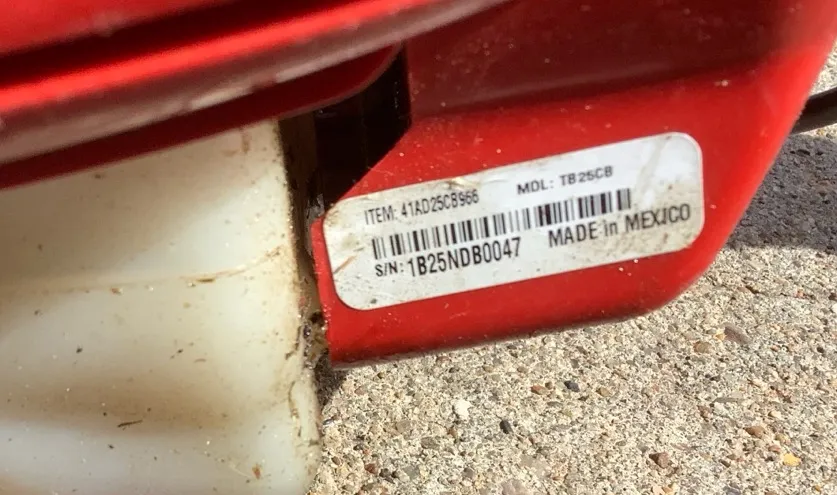 ITEM: 41AD25CB966 MDL: TB25CB
S/N: 1B25NDB0047 MADE in MEXICO